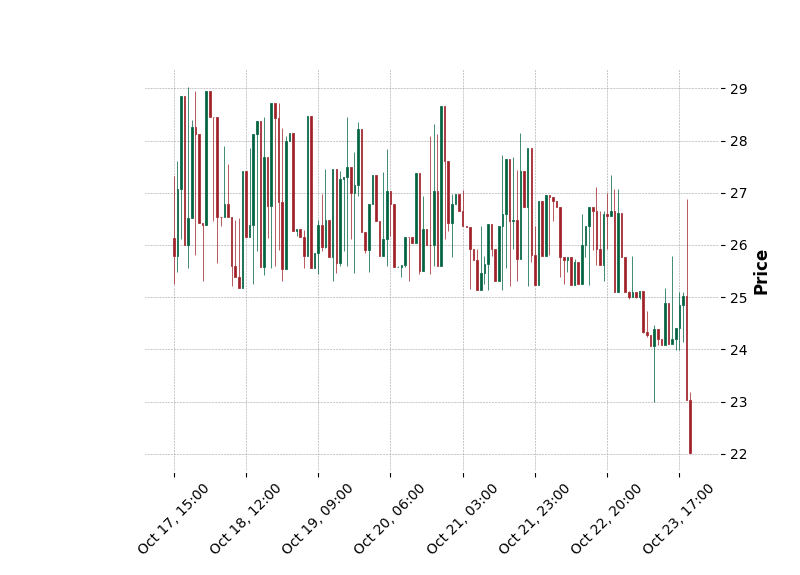 29
28
27
26
25
24
23
22
Price
Oct 17, 15:00
Oct 18, 12:00
Oct 19, 09:00
Oct 20, 06:00
Oct 21, 03:00
Oct 21, 23:00
Oct 22, 20:00
Oct 23, 17:00